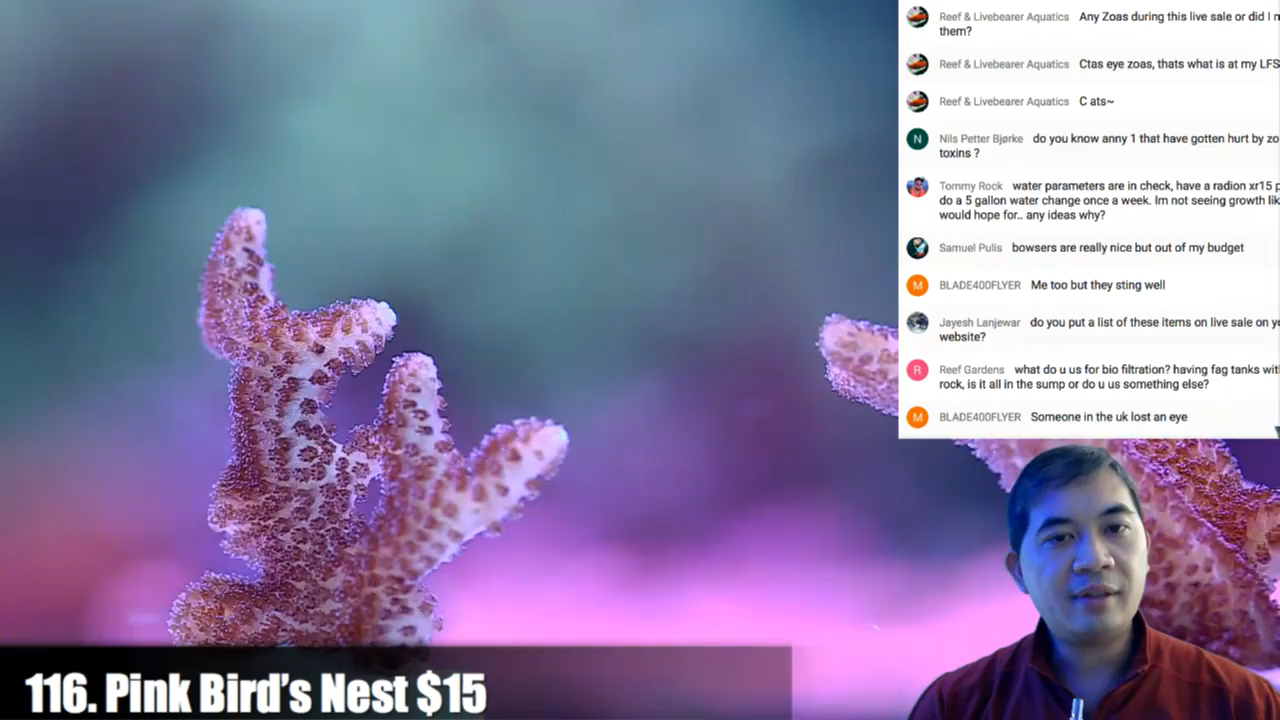 Reef & Livebearer Aquatics Any Zoas during this live sale or did I
them?
Reef & Livebearer Aquatics Ctas eye zoas, thats what is at my LFS
Reef & Livebearer Aquatics C ats~
N Nils Petter Bjørke do you know anny 1 that have gotten hurt by zo
toxins ?
Tommy Rock water parameters are in check, have a radion xr15 p
do a 5 gallon water change once a week. Im not seeing growth lik
would hope for.. any ideas why?
Samuel Pulis bowsers are really nice but out of my budget
M BLADE400FLYER Me too but they sting well
Jayesh Lanjewar do you put a list of these items on live sale on yo
website?
R Reef Gardens what do u us for bio filtration? having fag tanks wit
rock, is it all in the sump or do u us something else?
M BLADE400FLYER Someone in the uk lost an eye
116. Pink Bird's Nest $15